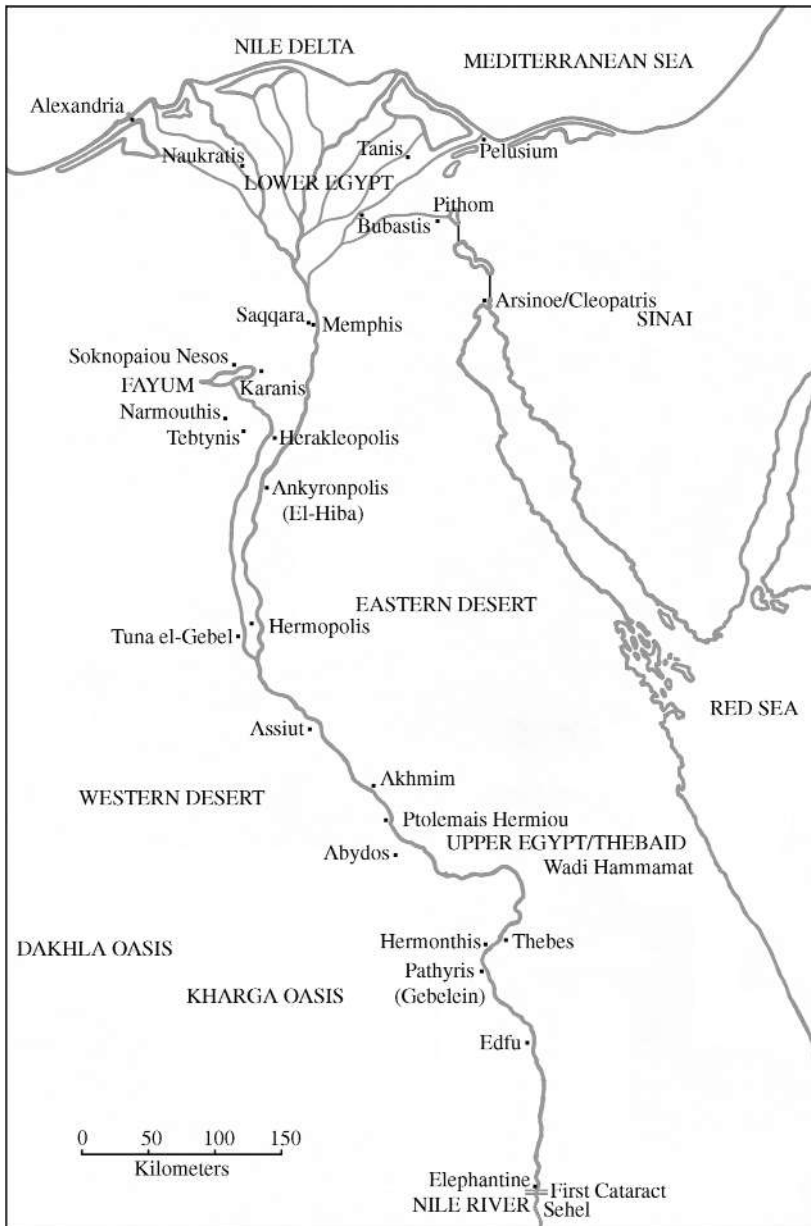 NILE DELTA
MEDITERRANEAN SEA
Alexandria
Naukratis
Tanis
Pelusium
LOWER EGYPT
Pithom
Bubastis
Arsinoe/Cleopatris
SINAI
Saqqara
Memphis
Soknopaiou Nesos
FAYUM
Karanis
Narmouthis
Tebtynis
Herakleopolis
Ankyronpolis
(El-Hiba)
EASTERN DESERT
Hermopolis
Tuna el-Gebel
RED SEA
Assiut
Akhmim
WESTERN DESERT
Ptolemais Hermiou
UPPER EGYPT/THEBAID
Abydos
Wadi Hammamat
Hermonthis
Thebes
DAKHLA OASIS
Pathyris
(Gebelein)
KHARGA OASIS
Edfu
0 50 100 150
Kilometers
Elephantine
First Cataract
NILE RIVER
Sehel